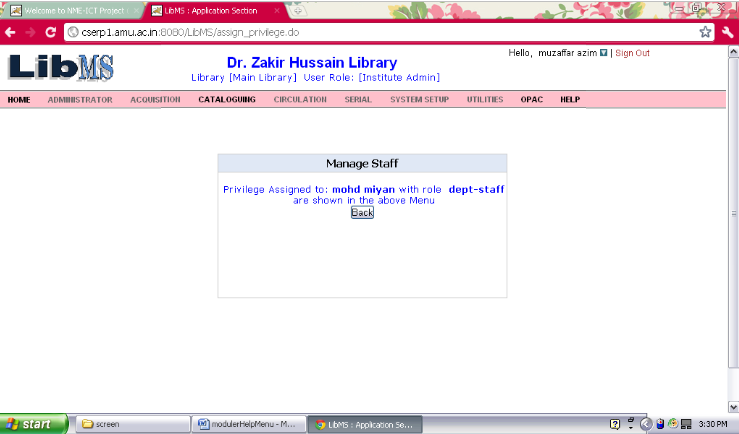 Welcome to NME-ICT Project
LibMS : Application Section
cserp1.amu.ac.in:8080/LibMS/assign_privilege.do
Hello, muzaffar azim | Sign Out
LibMS
Dr. Zakir Hussain Library
Library [Main Library] User Role: [Institute Admin]
HOME ADMINISTRATOR ACQUISITION CATALOGUING CIRCULATION SERIAL SYSTEM SETUP UTILITIES OPAC HELP
Manage Staff
Privilege Assigned to: mohd miyan with role dept-staff
are shown in the above Menu
Back
start screen modulerHelpMenu - M... LibMS : Application Se... 3:30 PM